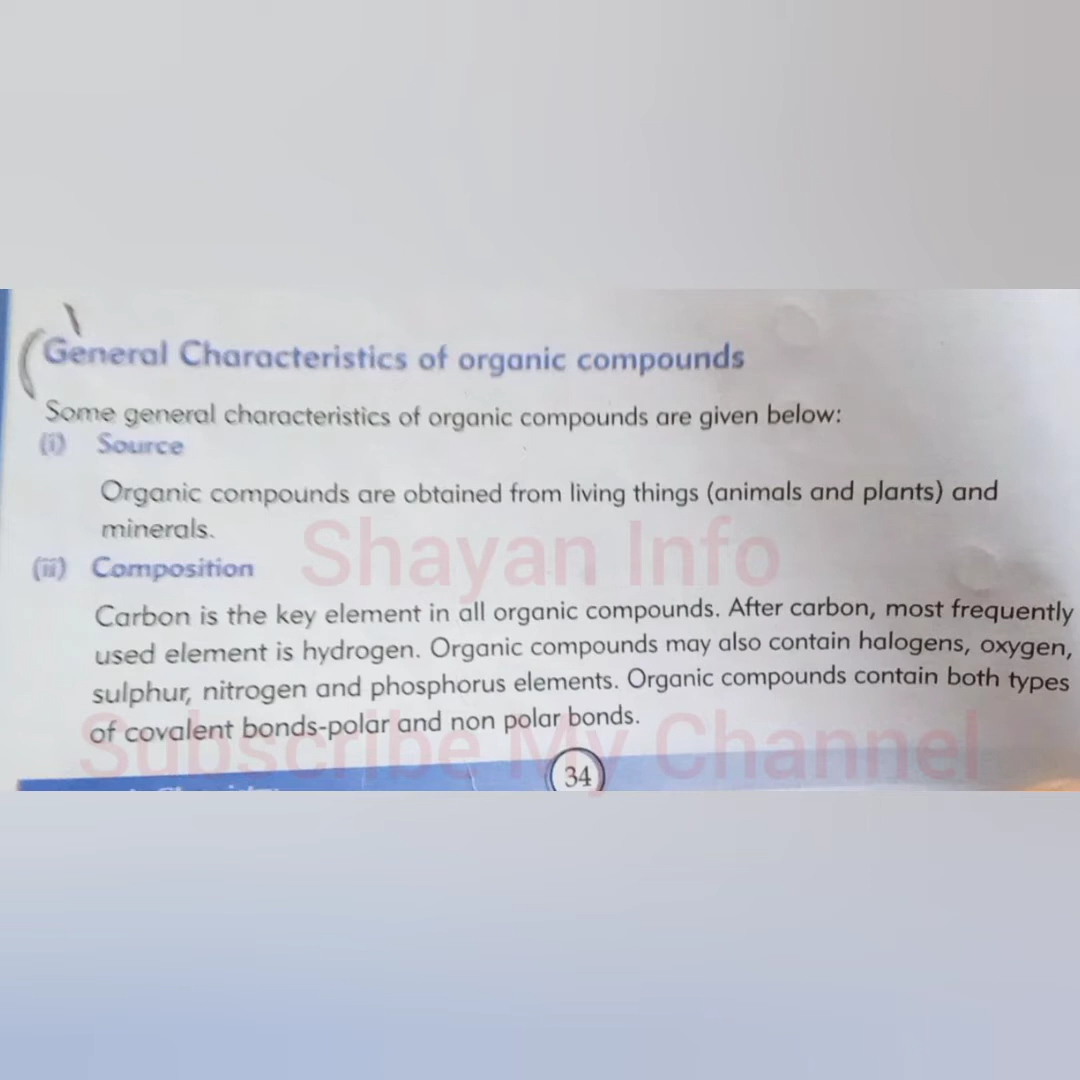 General Characteristics of organic compounds
Some general characteristics of organic compounds are given below:
(i) Source
Organic compounds are obtained from living things (animals and plants) and
minerals.
Shayan Info
(ii) Composition
Carbon is the key element in all organic compounds. After carbon, most frequently
used element is hydrogen. Organic compounds may also contain halogens, oxygen,
sulphur, nitrogen and phosphorus elements. Organic compounds contain both types
of covalent bonds-polar and non polar bonds.
Subscribe My Channel
34